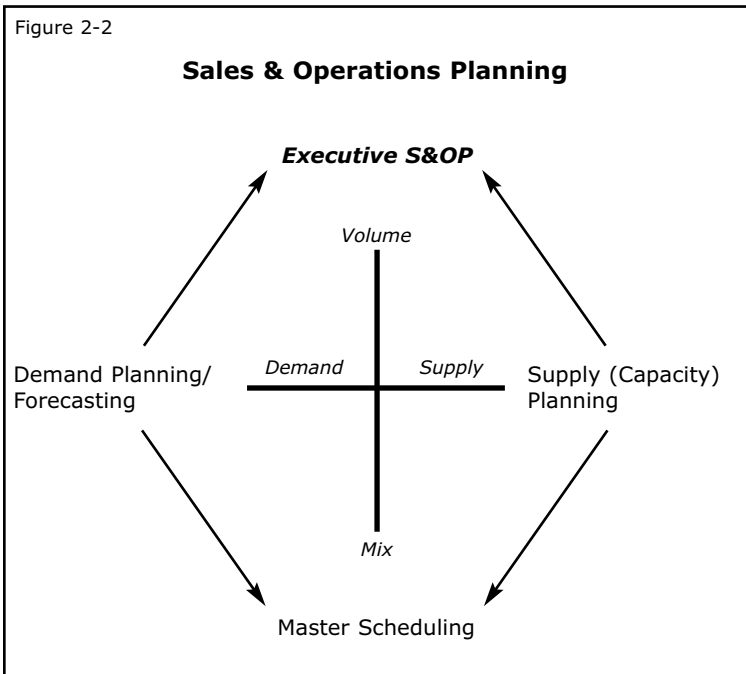 Figure 2-2
Sales & Operations Planning
Executive S&OP
Volume
Demand
Supply
Demand Planning/
Forecasting
Supply (Capacity)
Planning
Mix
Master Scheduling